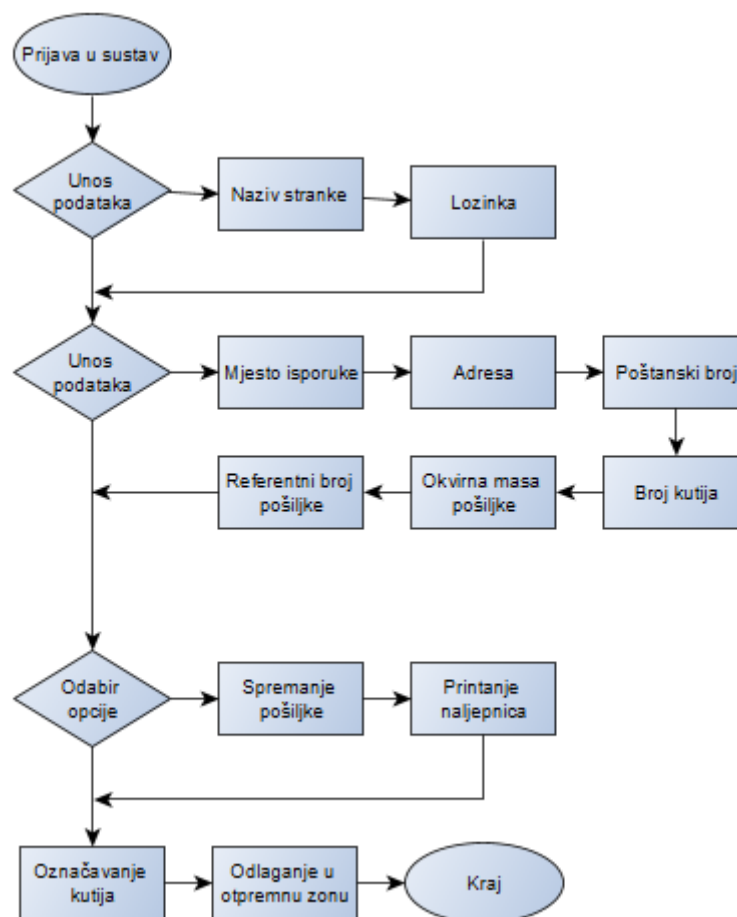 Prijava u sustav
Unos
podataka
Naziv stranke
Lozinka
Unos
podataka
Mjesto isporuke
Adresa
Poštanski broj
Broj kutija
Okvirna masa
pošiljke
Referentni broj
pošiljke
Odabir
opcije
Spremanje
pošiljke
Printanje
naljepnica
Označavanje
kutija
Odlaganje u
otpremnu zonu
Kraj